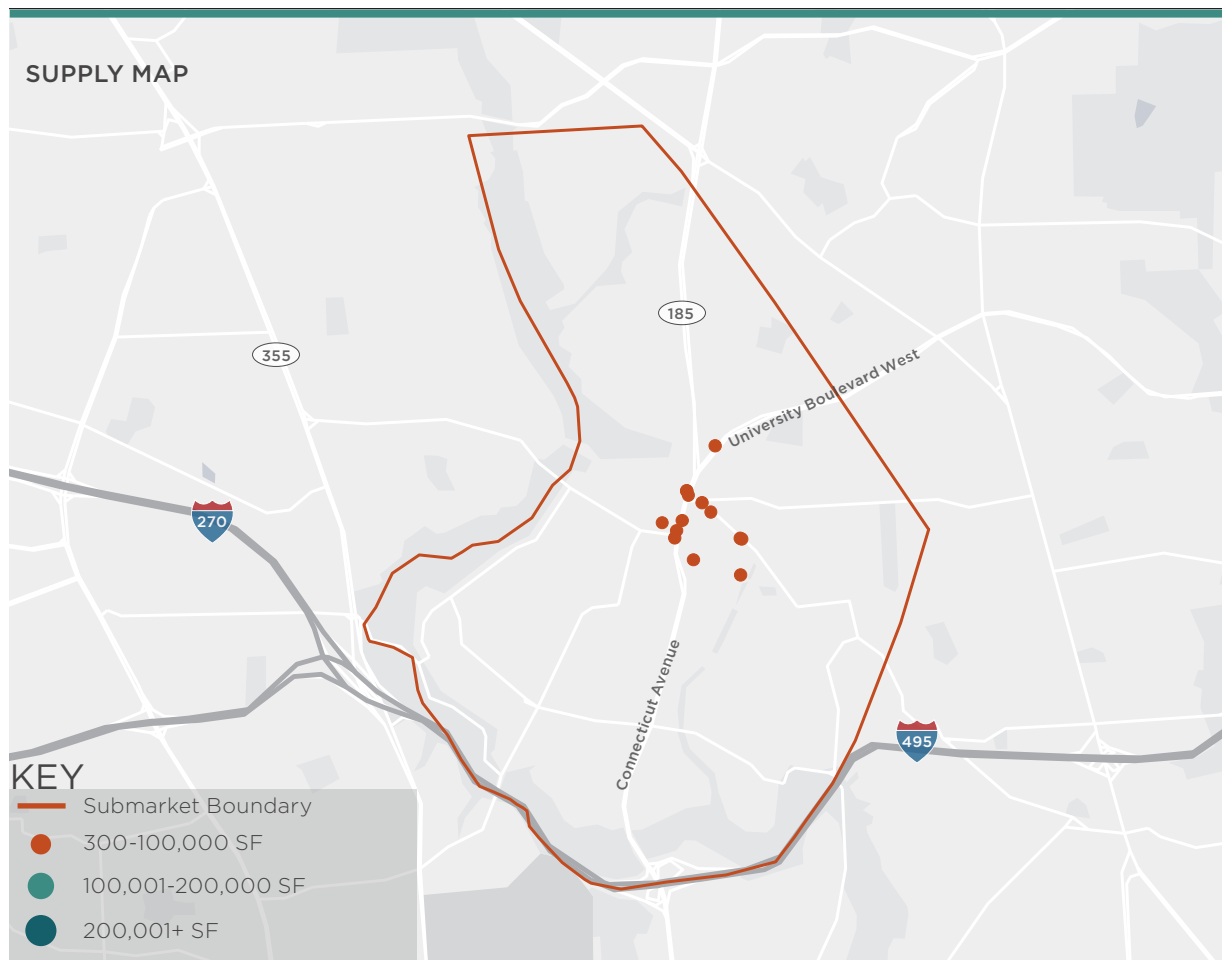 SUPPLY MAP
185
355
University Boulevard West
270
Connecticut Avenue
495
KEY
Submarket Boundary
300-100,000 SF
100,001-200,000 SF
200,001+ SF